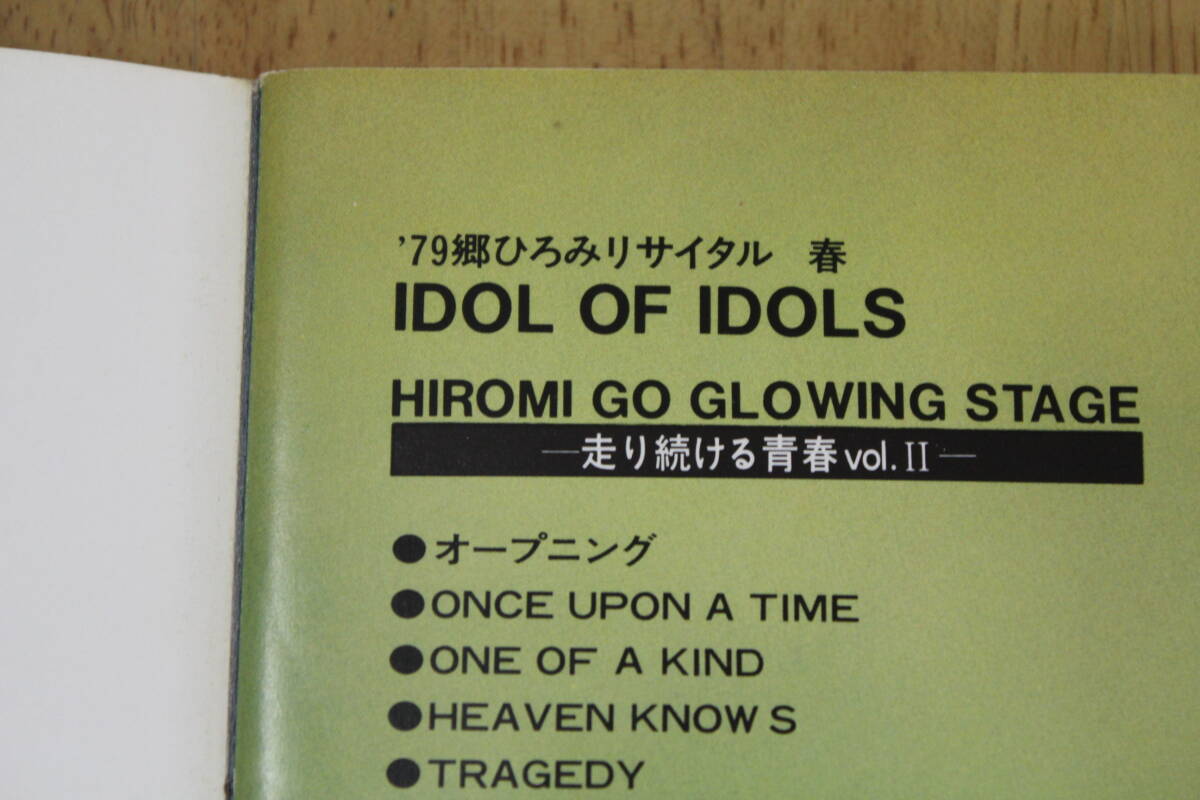 ’79郷ひろみリサイタル　春
IDOL OF IDOLS
HIROMI GO GLOWING STAGE
—走り続ける青春vol.II—
●オープニング
●ONCE UPON A TIME
●ONE OF A KIND
●HEAVEN KNOWS
●TRAGEDY